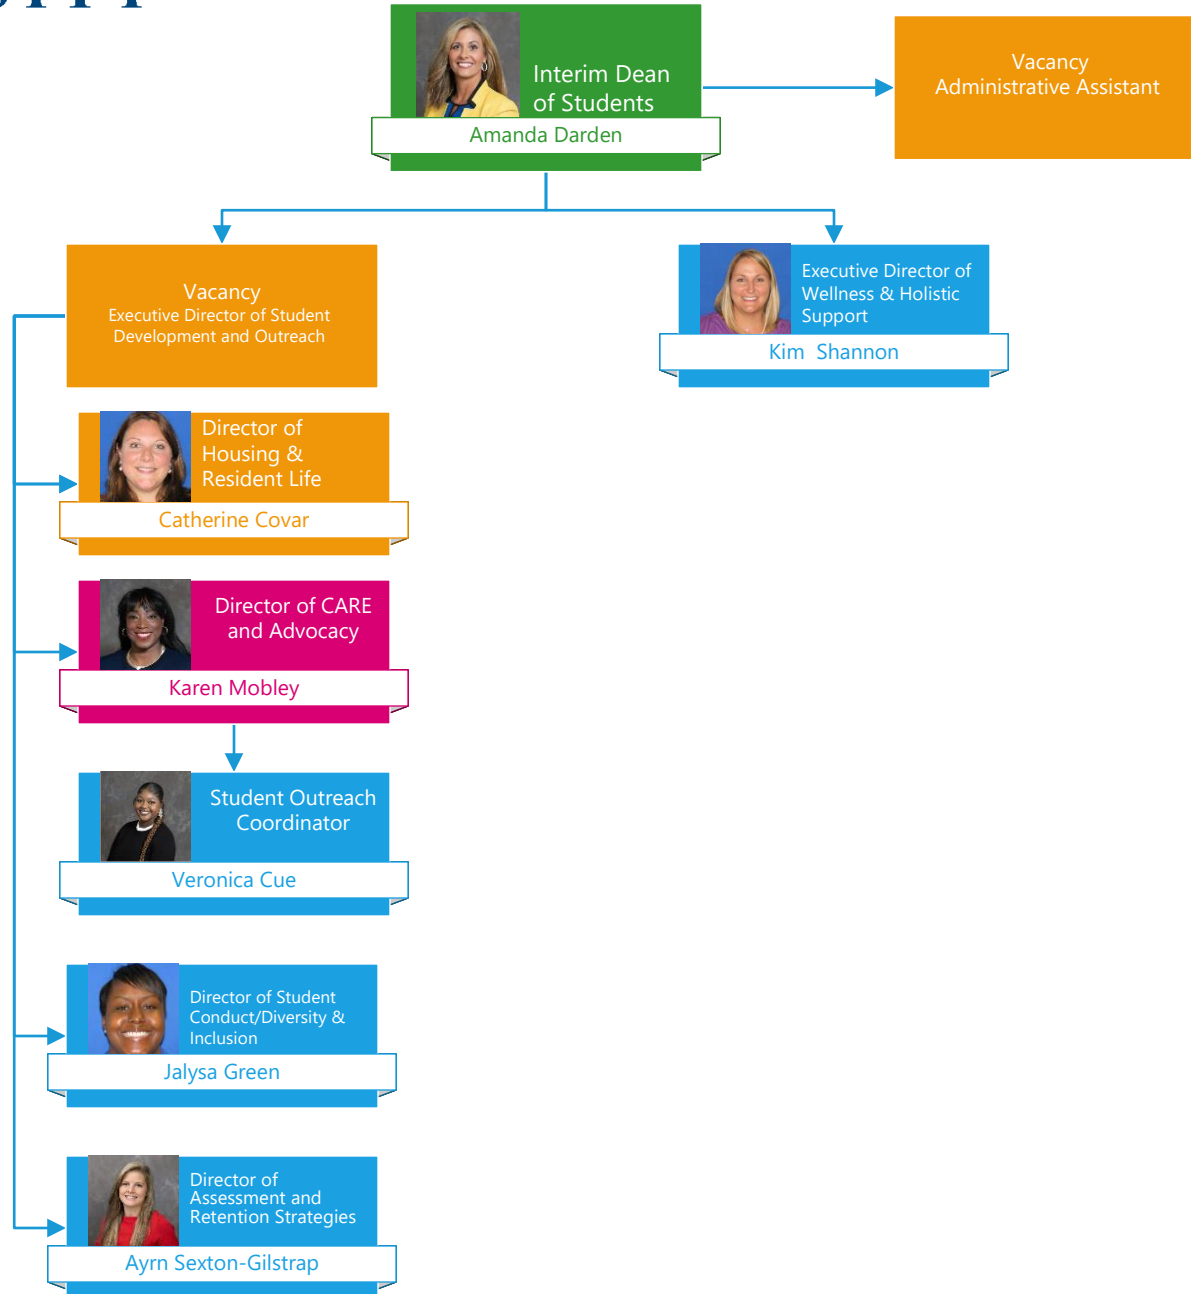 Interim Dean
of Students
Amanda Darden
Vacancy
Administrative Assistant
Vacancy
Executive Director of Student
Development and Outreach
Executive Director of
Wellness & Holistic
Support
Kim Shannon
Director of
Housing &
Resident Life
Catherine Covar
Director of CARE
and Advocacy
Karen Mobley
Student Outreach
Coordinator
Veronica Cue
Director of Student
Conduct/Diversity &
Inclusion
Jalysa Green
Director of
Assessment and
Retention Strategies
Ayrn Sexton-Gilstrap